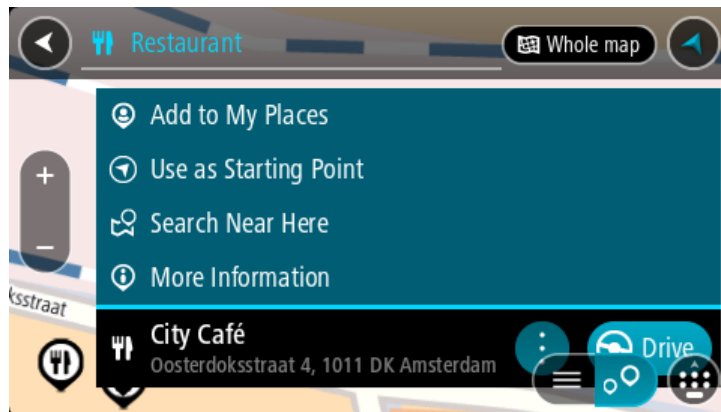 Restaurant
Whole map
Add to My Places
Use as Starting Point
Search Near Here
More Information
ksstraat
City Café
Oosterdoksstraat 4, 1011 DK Amsterdam
Drive